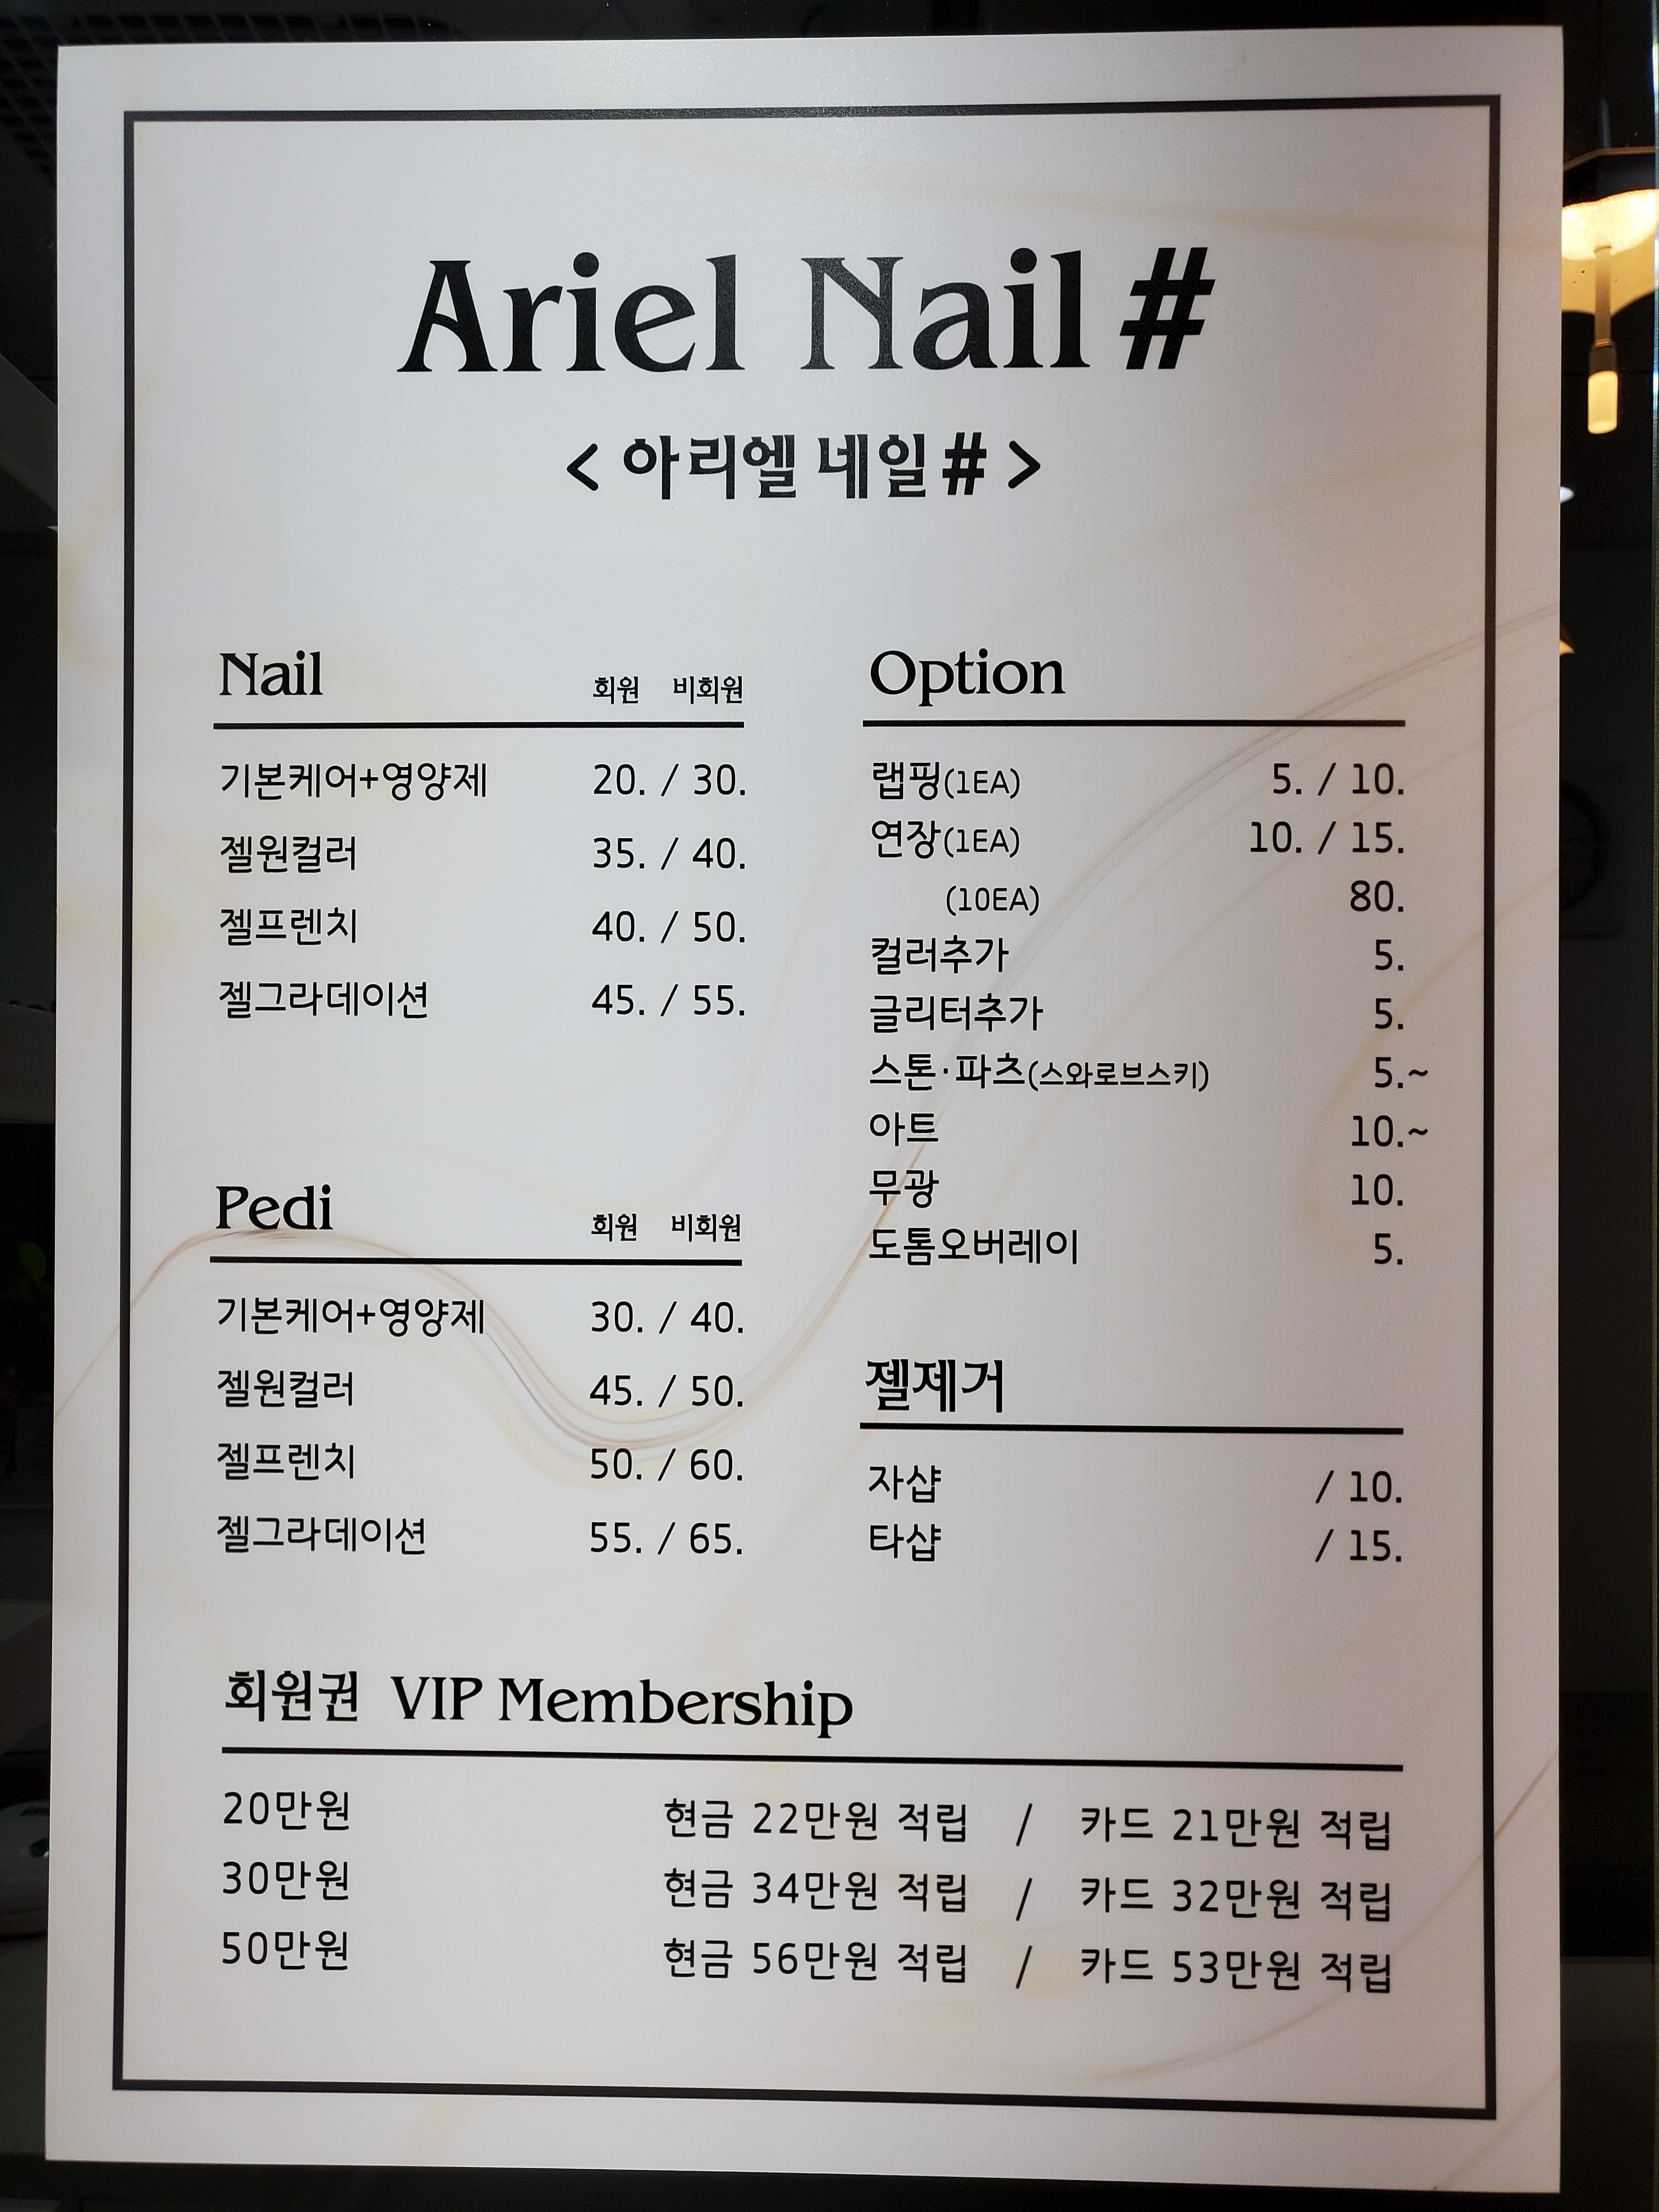 Ariel Nail #
< 아리엘 네일# >
Nail 회원 비회원
기본케어+영양제 20. / 30.
젤원컬러 35. / 40.
젤프렌치 40. / 50.
젤그라데이션 45. / 55.
Pedi 회원 비회원
기본케어+영양제 30. / 40.
젤원컬러 45. / 50.
젤프렌치 50. / 60.
젤그라데이션 55. / 65.
Option
랩핑(1EA) 5. / 10.
연장(1EA) 10. / 15.
(10EA) 80.
컬러추가 5.
글리터추가 5.
스톤·파츠(스와로브스키) 5.~
아트 10.~
무광 10.
도톰오버레이 5.
젤제거
자샵 / 10.
타샵 / 15.
회원권 VIP Membership
20만원 현금 22만원 적립 / 카드 21만원 적립
30만원 현금 34만원 적립 / 카드 32만원 적립
50만원 현금 56만원 적립 / 카드 53만원 적립